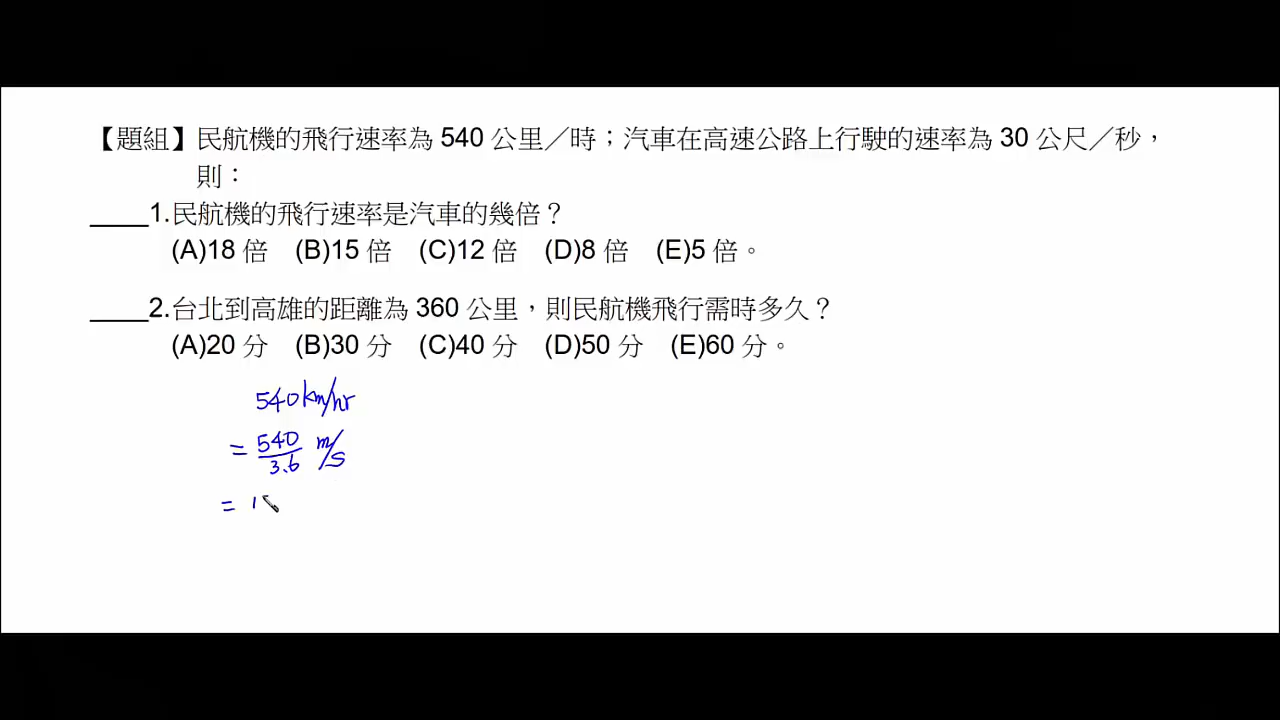 【題組】民航機的飛行速率為 540 公里／時；汽車在高速公路上行駛的速率為 30 公尺／秒，
則：
____1.民航機的飛行速率是汽車的幾倍？
(A)18 倍 (B)15 倍 (C)12 倍 (D)8 倍 (E)5 倍。
____2.台北到高雄的距離為 360 公里，則民航機飛行需時多久？
(A)20 分 (B)30 分 (C)40 分 (D)50 分 (E)60 分。
540km/hr
= 540/3.6 m/s
= 1